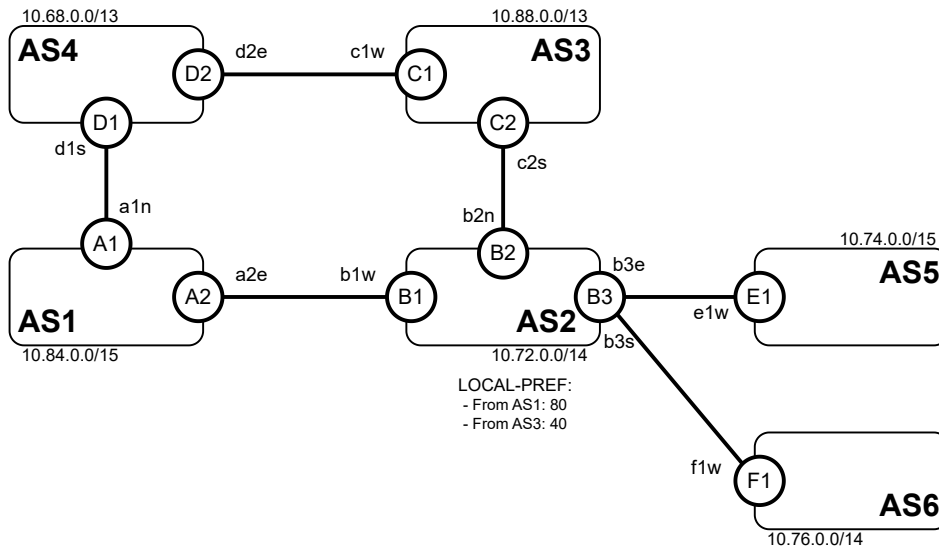 10.68.0.0/13
10.88.0.0/13
AS4
d2e
c1w
AS3
D2
C1
D1
C2
d1s
c2s
a1n
b2n
A1
B2
10.74.0.0/15
a2e
b1w
b3e
AS5
A2
B1
B3
E1
AS1
AS2
e1w
b3s
10.84.0.0/15
10.72.0.0/14
LOCAL-PREF:
- From AS1: 80
- From AS3: 40
f1w
F1
AS6
10.76.0.0/14